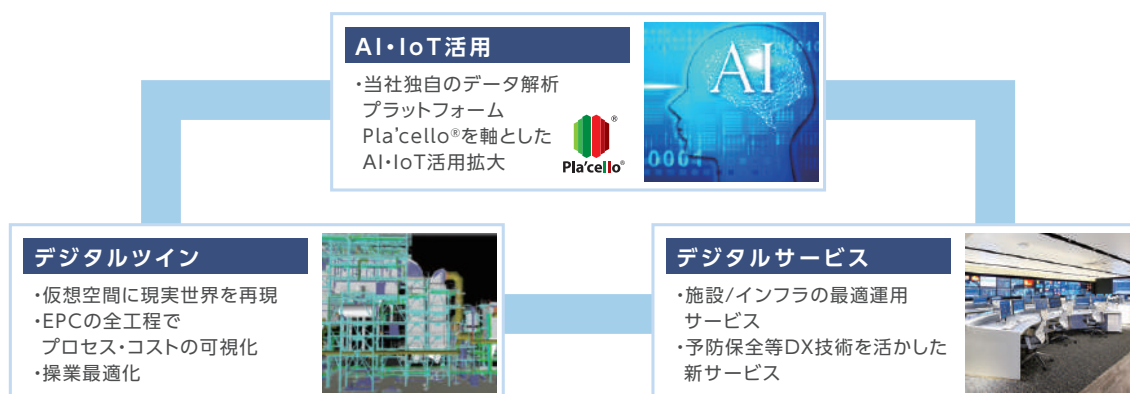 AI・IoT活用
・当社独自のデータ解析
プラットフォーム
Pla'cello®を軸とした
AI・IoT活用拡大
®
Pla'cello®
AI
0001
デジタルツイン
・仮想空間に現実世界を再現
・EPCの全工程で
プロセス・コストの可視化
・操業最適化
デジタルサービス
・施設/インフラの最適運用
サービス
・予防保全等DX技術を活かした
新サービス